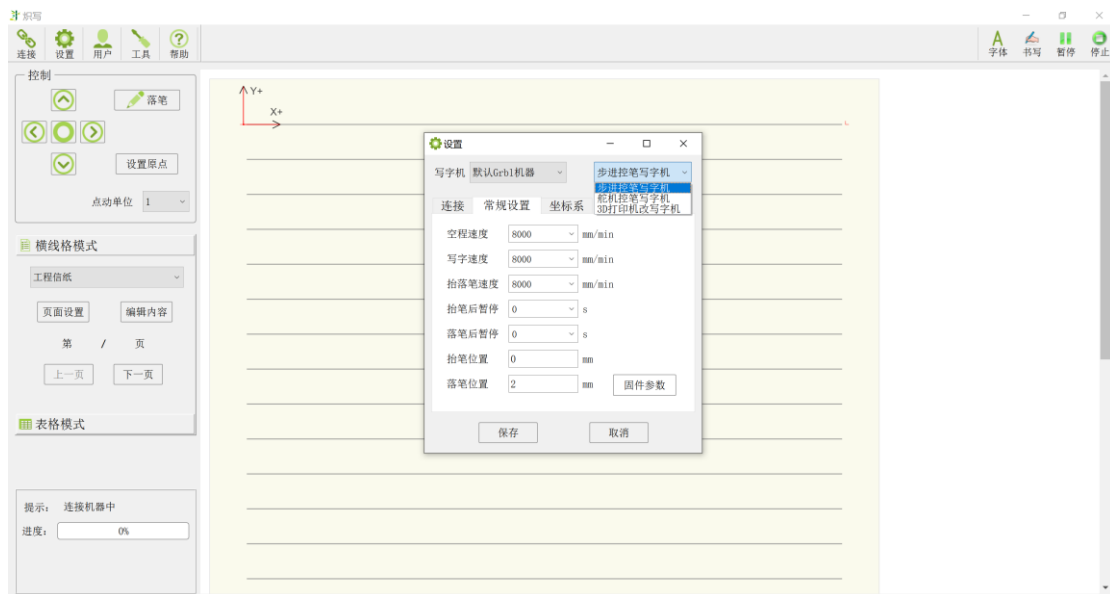 织写
连接 设置 用户 工具 帮助
字体 书写 暂停 停止
控制
落笔
设置原点
点动单位 1
横线格模式
工程信纸
页面设置 编辑内容
第 / 页
上一页 下一页
表格模式
提示: 连接机器中
进度: 0%
Y+
X+
设置
写字机 默认Grbl机器 步进控笔写字机
步进控笔写字机
舵机控笔写字机
3D打印机改写字机
连接 常规设置 坐标系
空程速度 8000 mm/min
写字速度 8000 mm/min
抬落笔速度 8000 mm/min
抬笔后暂停 0 s
落笔后暂停 0 s
抬笔位置 0 mm
落笔位置 2 mm 固件参数
保存 取消